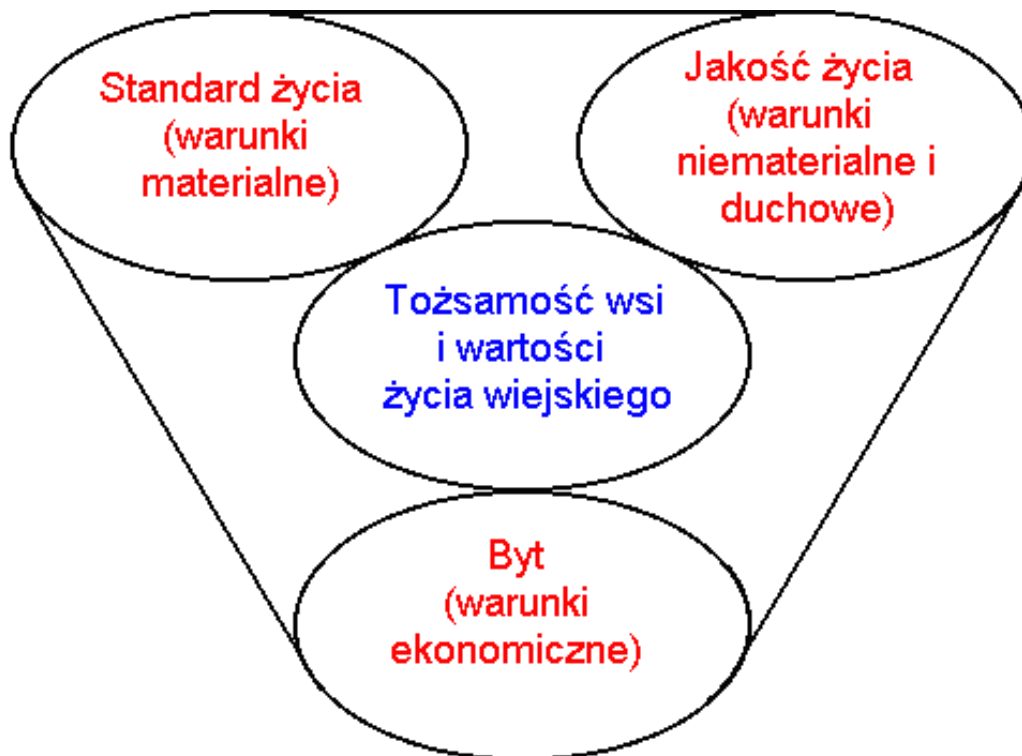 Standard życia
(warunki
materialne)
Jakość życia
(warunki
niematerialne i
duchowe)
Tożsamość wsi
i wartości
życia wiejskiego
Byt
(warunki
ekonomiczne)